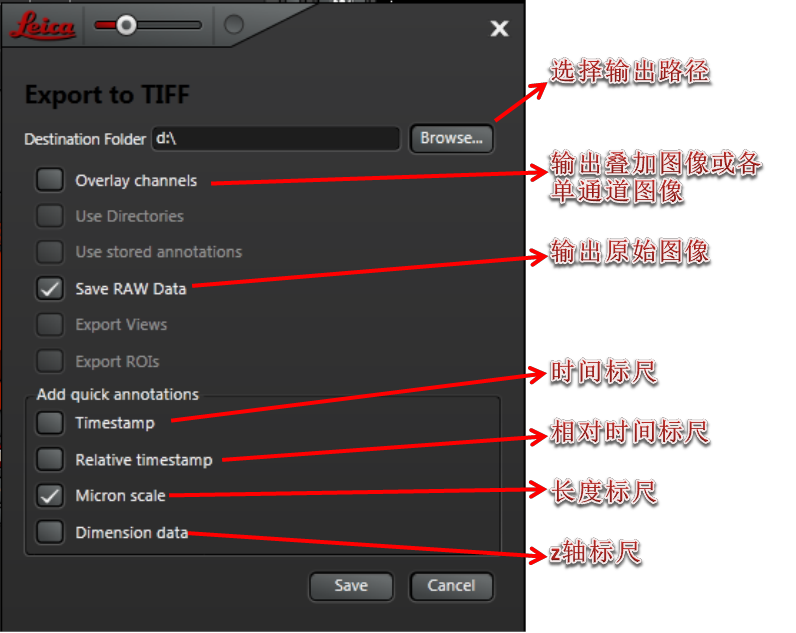 Leica
Export to TIFF
Destination Folder d:\ Browse...
选择输出路径
Overlay channels
输出叠加图像或各
单通道图像
Use Directories
Use stored annotations
输出原始图像
Save RAW Data
Export Views
Export ROIs
Add quick annotations
Timestamp
时间标尺
Relative timestamp
相对时间标尺
Micron scale
长度标尺
Dimension data
z轴标尺
Save Cancel